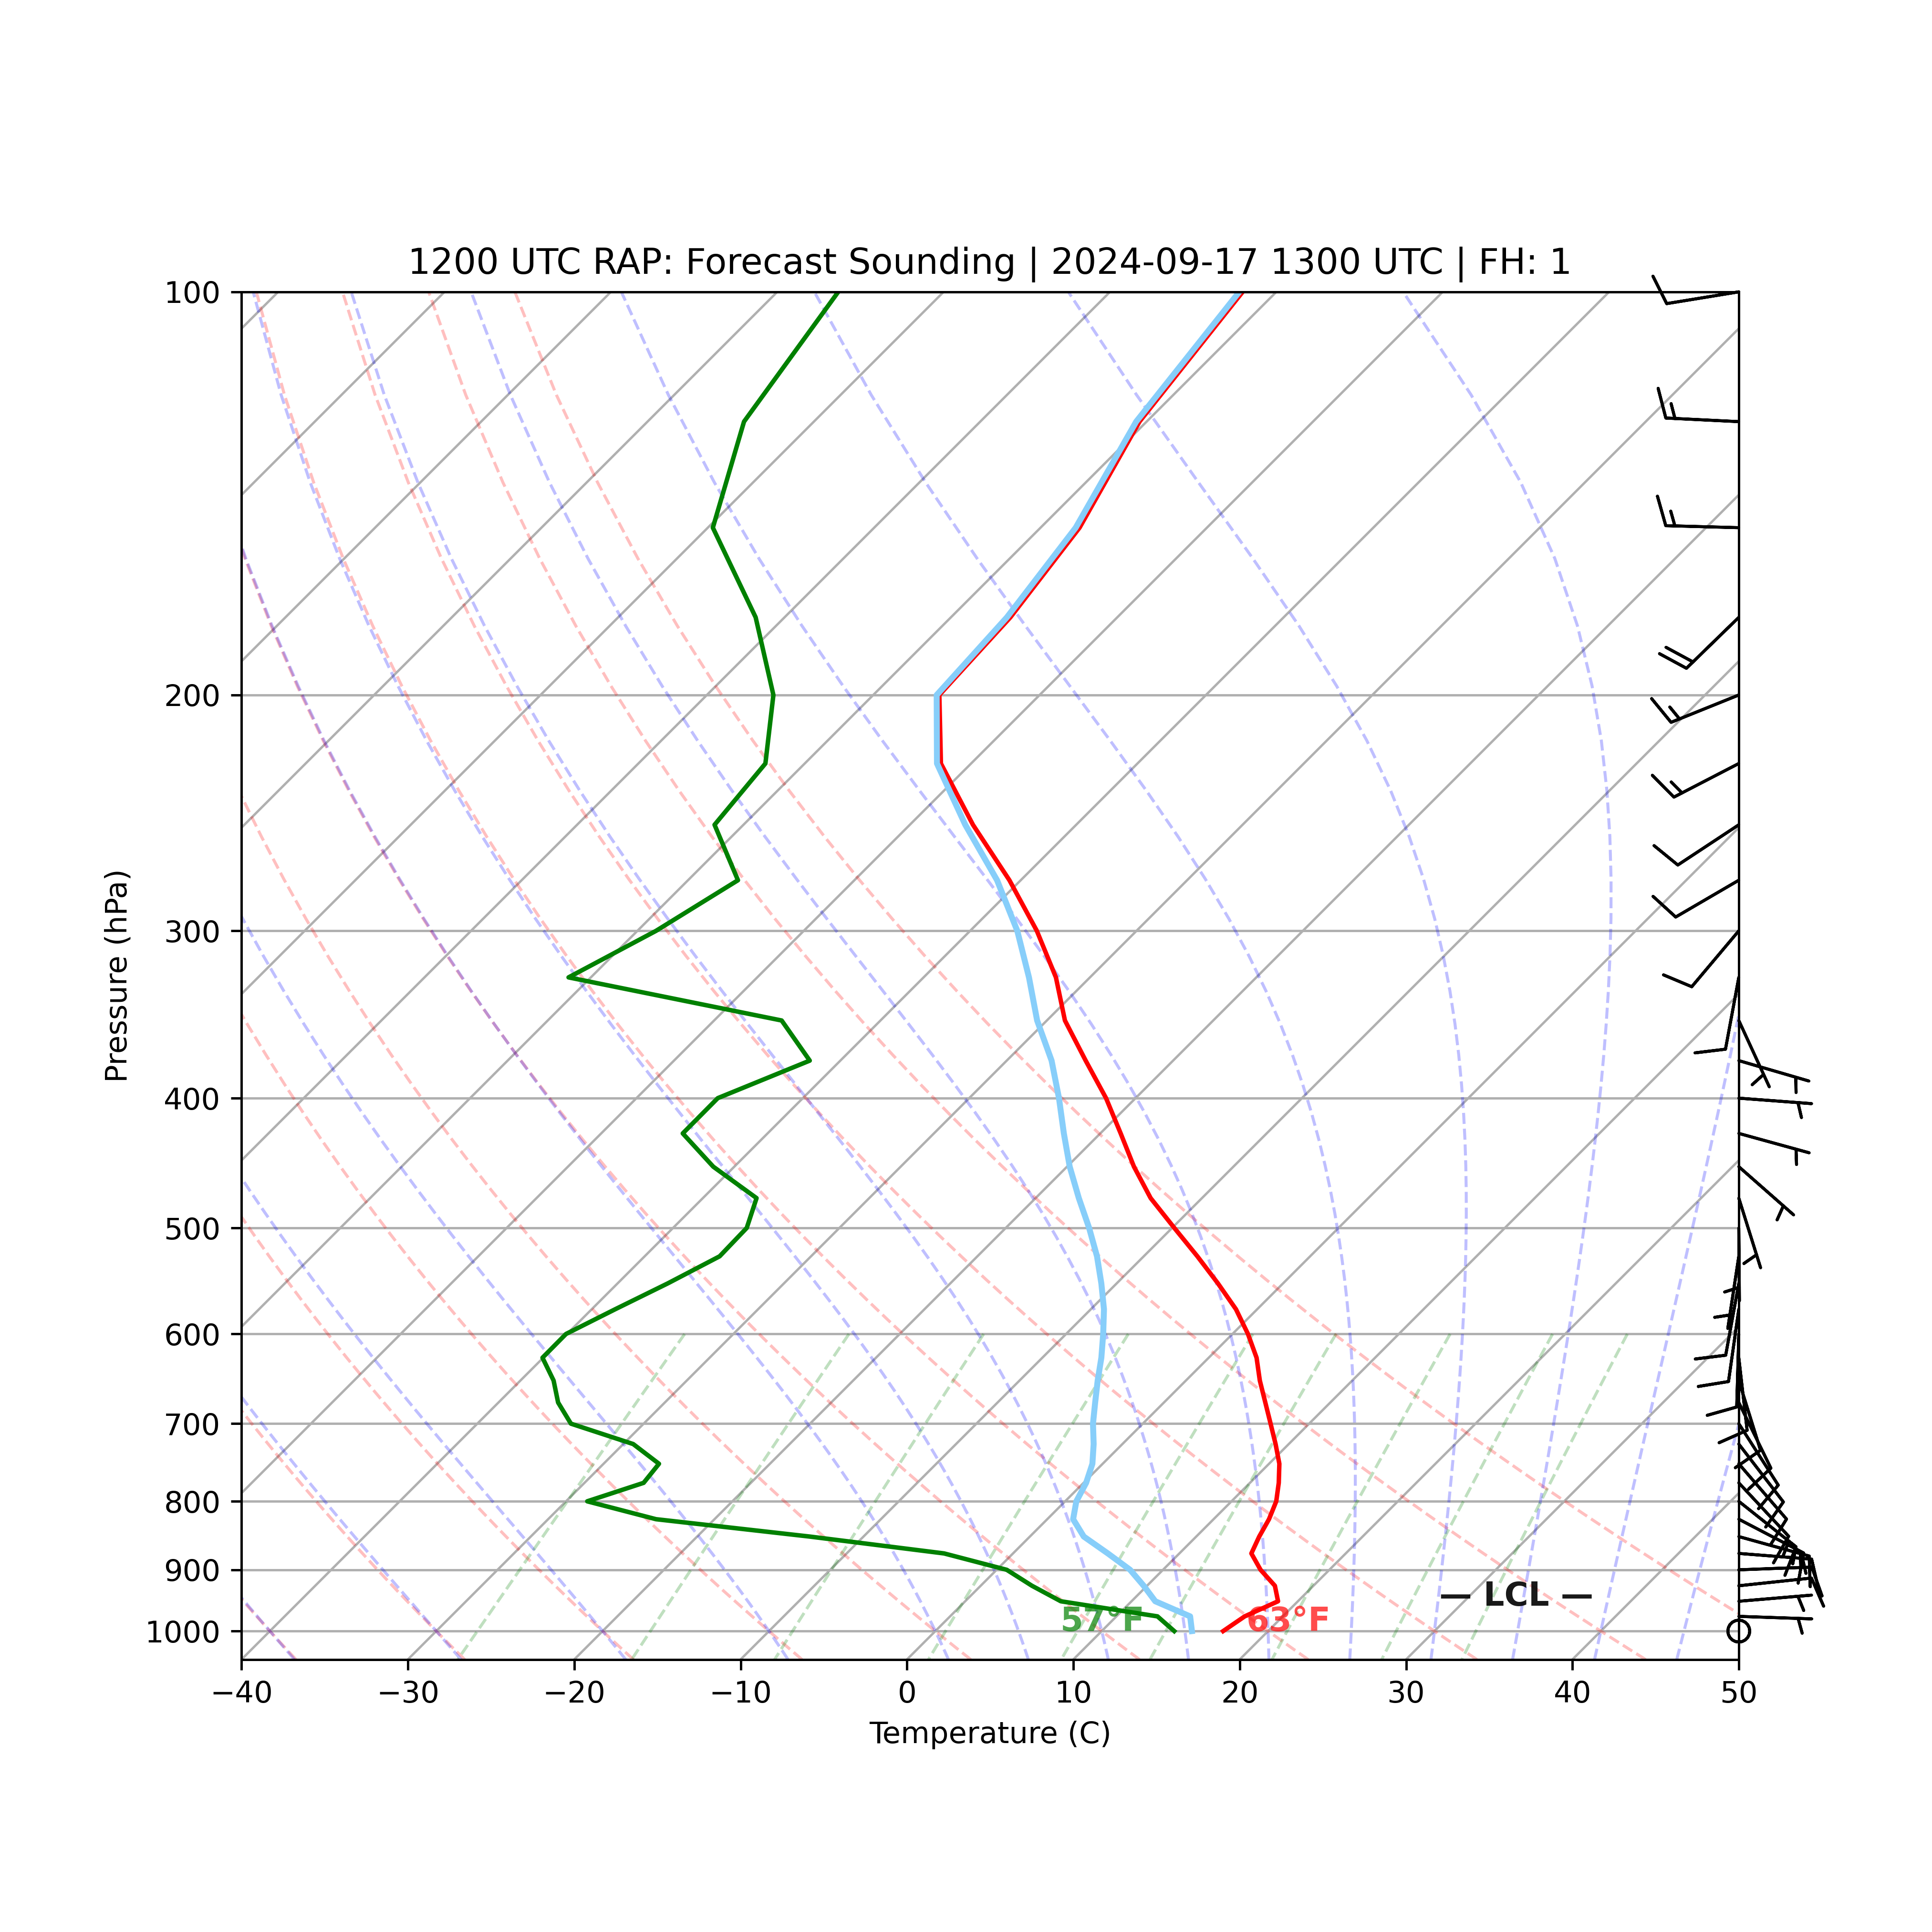 1200 UTC RAP: Forecast Sounding | 2024-09-17 1300 UTC | FH: 1
100
200
300
400
500
600
700
800
900
1000
Pressure (hPa)
57°F
63°F
— LCL —
−40 −30 −20 −10 0 10 20 30 40 50
Temperature (C)